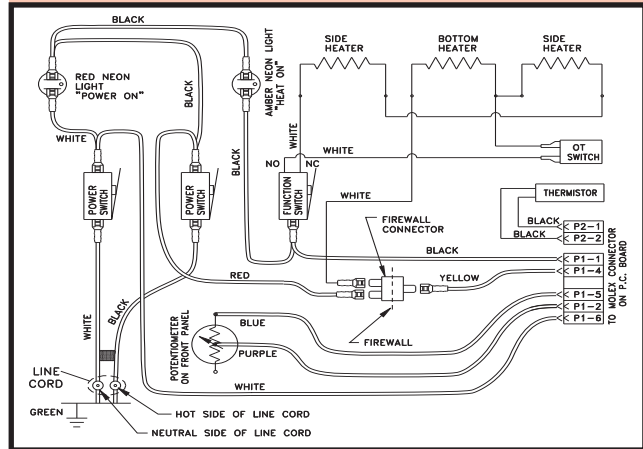 BLACK
RED NEON
LIGHT
"POWER ON"
BLACK
AMBER NEON LIGHT
"HEAT ON"
SIDE
HEATER
BOTTOM
HEATER
SIDE
HEATER
WHITE
WHITE
BLACK
NO
NC
WHITE
OT
SWITCH
POWER
SWITCH
POWER
SWITCH
FUNCTION
SWITCH
WHITE
THERMISTOR
FIREWALL
CONNECTOR
BLACK
BLACK
P2-1
P2-2
BLACK
P1-1
P1-4
P1-5
P1-2
P1-6
TO MOLEX CONNECTOR
ON P.C. BOARD
RED
YELLOW
WHITE
BLACK
POTENTIOMETER
ON FRONT PANEL
BLUE
PURPLE
FIREWALL
WHITE
LINE
CORD
GREEN
HOT SIDE OF LINE CORD
NEUTRAL SIDE OF LINE CORD